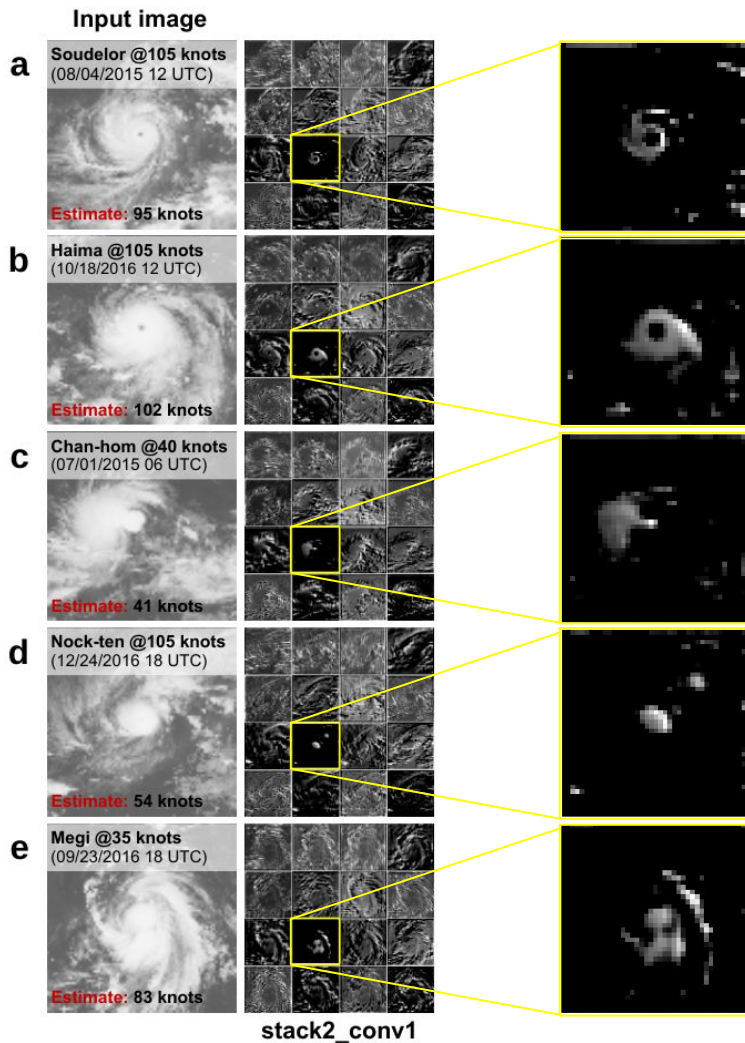 Input image
a
Soudelor @105 knots
(08/04/2015 12 UTC)
Estimate: 95 knots
b
Haima @105 knots
(10/18/2016 12 UTC)
Estimate: 102 knots
c
Chan-hom @40 knots
(07/01/2015 06 UTC)
Estimate: 41 knots
d
Nock-ten @105 knots
(12/24/2016 18 UTC)
Estimate: 54 knots
e
Megi @35 knots
(09/23/2016 18 UTC)
Estimate: 83 knots
stack2_conv1